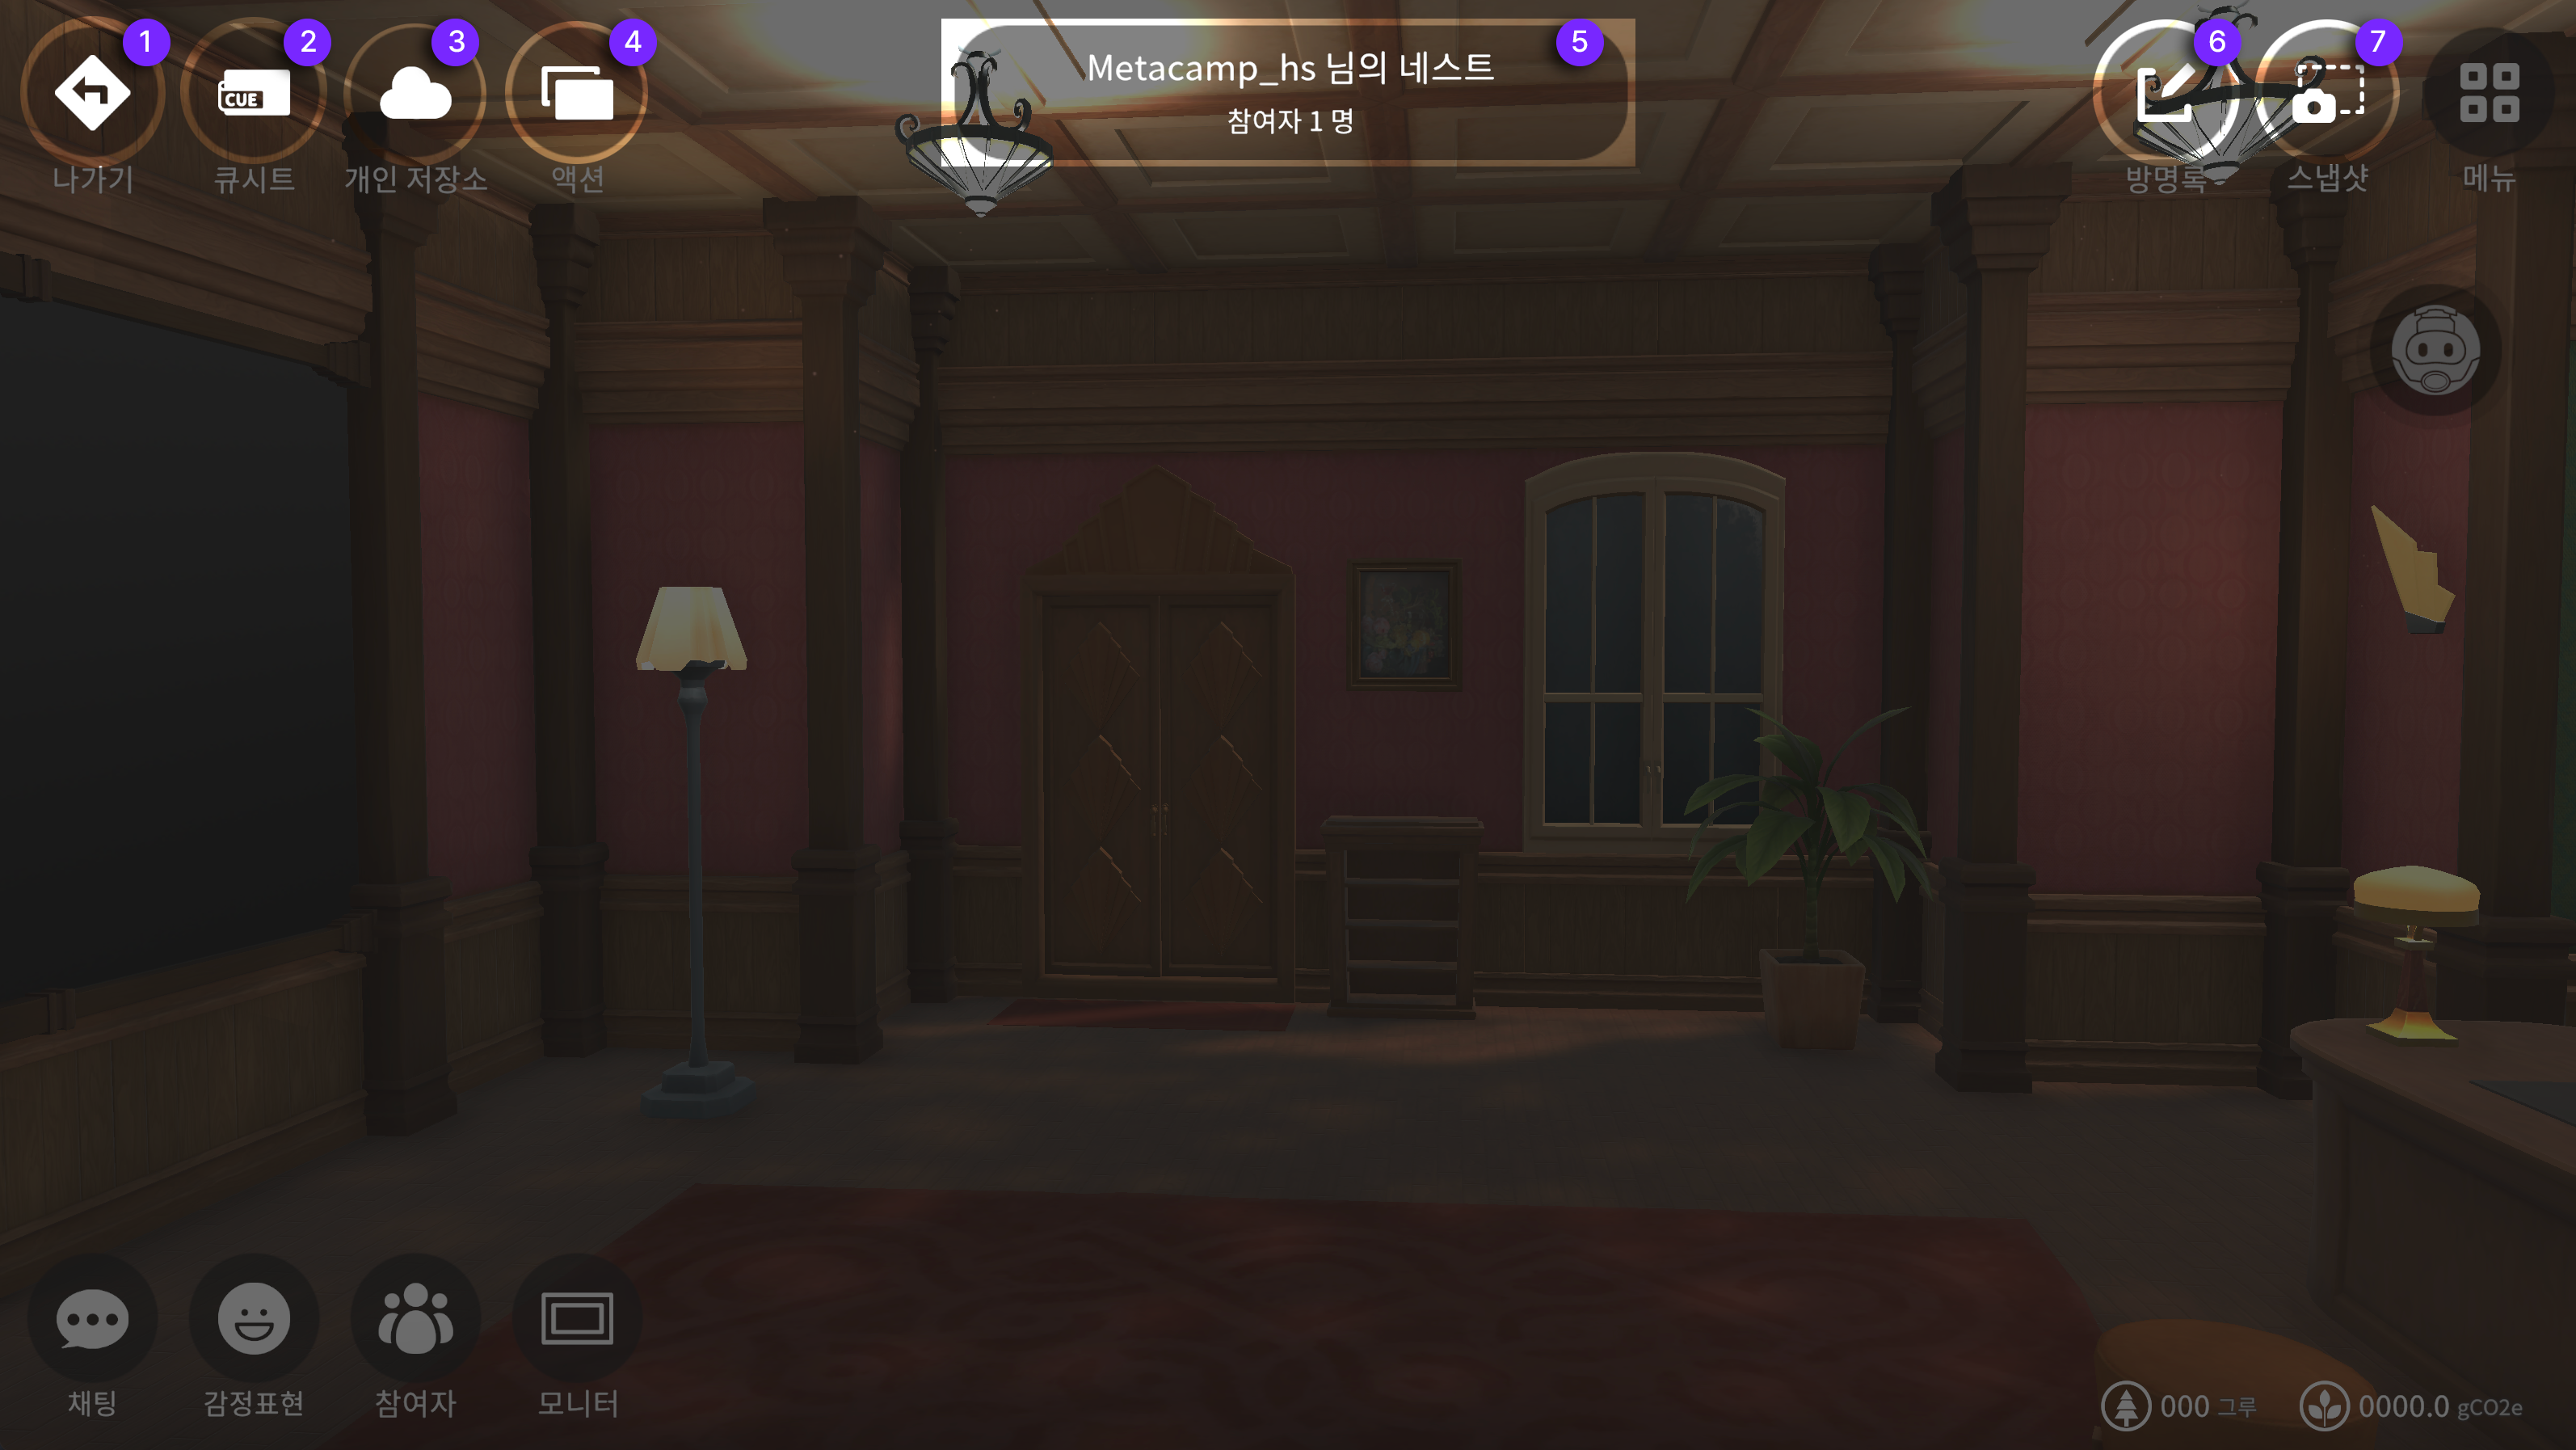 1
2
3
4
5
6
7
CUE
Metacamp_hs 님의 네스트
참여자 1 명
나가기
큐시트
개인 저장소
액션
방명록
스냅샷
메뉴
채팅
감정표현
참여자
모니터
000 그루
0000.0 gCO2e